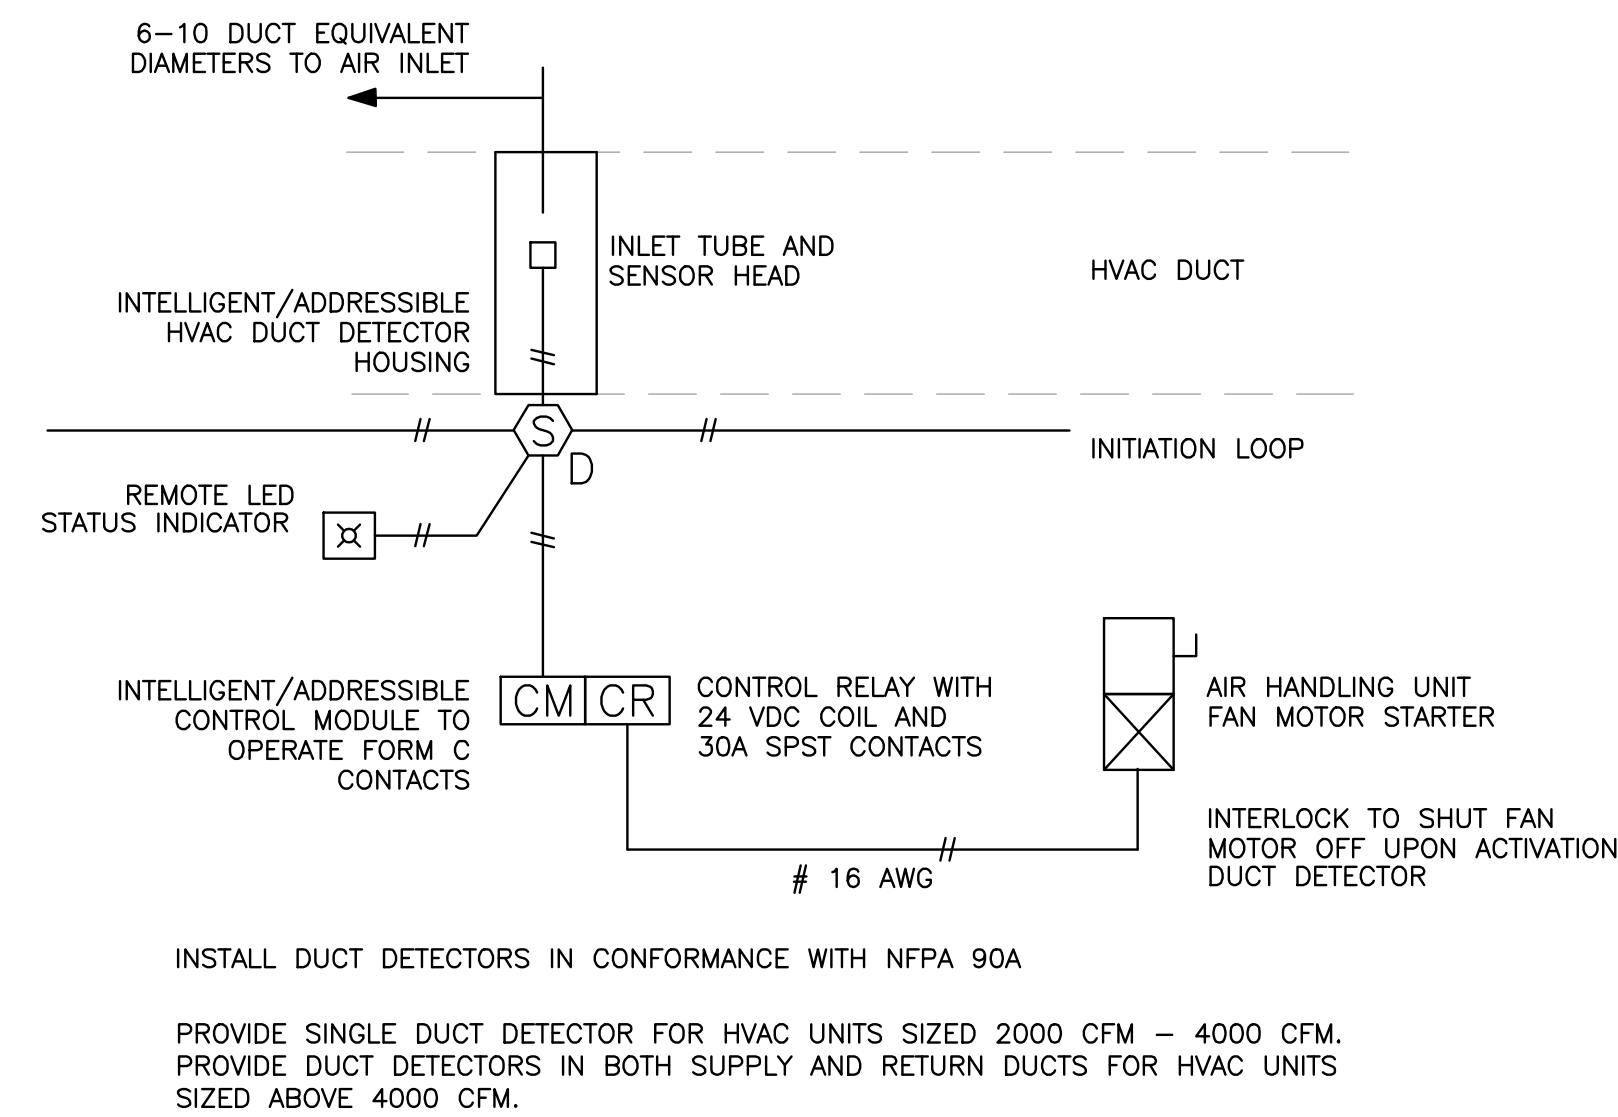 6-10 DUCT EQUIVALENT
DIAMETERS TO AIR INLET
INLET TUBE AND
SENSOR HEAD
HVAC DUCT
INTELLIGENT/ADDRESSIBLE
HVAC DUCT DETECTOR
HOUSING
S
D
INITIATION LOOP
REMOTE LED
STATUS INDICATOR
INTELLIGENT/ADDRESSIBLE
CONTROL MODULE TO
OPERATE FORM C
CONTACTS
CM CR
CONTROL RELAY WITH
24 VDC COIL AND
30A SPST CONTACTS
AIR HANDLING UNIT
FAN MOTOR STARTER
INTERLOCK TO SHUT FAN
MOTOR OFF UPON ACTIVATION
DUCT DETECTOR
# 16 AWG
INSTALL DUCT DETECTORS IN CONFORMANCE WITH NFPA 90A
PROVIDE SINGLE DUCT DETECTOR FOR HVAC UNITS SIZED 2000 CFM - 4000 CFM.
PROVIDE DUCT DETECTORS IN BOTH SUPPLY AND RETURN DUCTS FOR HVAC UNITS
SIZED ABOVE 4000 CFM.